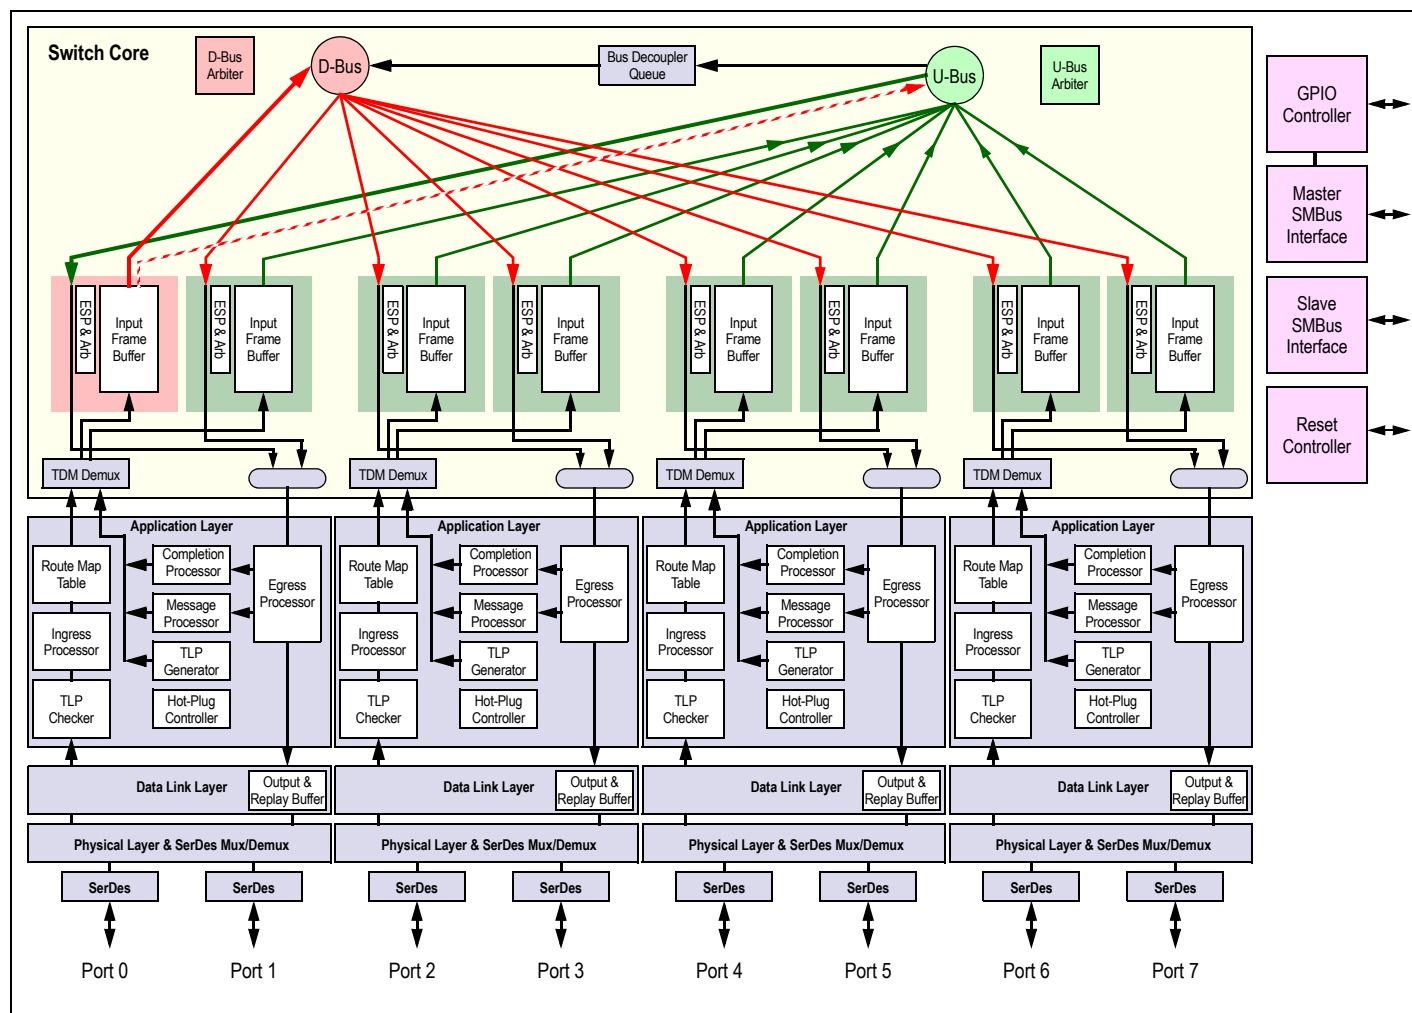 Switch Core
D-Bus
Arbiter
D-Bus
Bus Decoupler
Queue
U-Bus
U-Bus
Arbiter
GPIO
Controller
Master
SMBus
Interface
Slave
SMBus
Interface
Reset
Controller
ESP & Arb
Input
Frame
Buffer
ESP & Arb
Input
Frame
Buffer
ESP & Arb
Input
Frame
Buffer
ESP & Arb
Input
Frame
Buffer
ESP & Arb
Input
Frame
Buffer
ESP & Arb
Input
Frame
Buffer
ESP & Arb
Input
Frame
Buffer
ESP & Arb
Input
Frame
Buffer
TDM Demux
TDM Demux
TDM Demux
TDM Demux
Application Layer
Route Map
Table
Ingress
Processor
TLP
Checker
Completion
Processor
Message
Processor
TLP
Generator
Hot-Plug
Controller
Egress
Processor
Application Layer
Route Map
Table
Ingress
Processor
TLP
Checker
Completion
Processor
Message
Processor
TLP
Generator
Hot-Plug
Controller
Egress
Processor
Application Layer
Route Map
Table
Ingress
Processor
TLP
Checker
Completion
Processor
Message
Processor
TLP
Generator
Hot-Plug
Controller
Egress
Processor
Application Layer
Route Map
Table
Ingress
Processor
TLP
Checker
Completion
Processor
Message
Processor
TLP
Generator
Hot-Plug
Controller
Egress
Processor
Data Link Layer
Output &
Replay Buffer
Data Link Layer
Output &
Replay Buffer
Data Link Layer
Output &
Replay Buffer
Data Link Layer
Output &
Replay Buffer
Physical Layer & SerDes Mux/Demux
Physical Layer & SerDes Mux/Demux
Physical Layer & SerDes Mux/Demux
Physical Layer & SerDes Mux/Demux
SerDes
SerDes
SerDes
SerDes
SerDes
SerDes
SerDes
SerDes
Port 0
Port 1
Port 2
Port 3
Port 4
Port 5
Port 6
Port 7